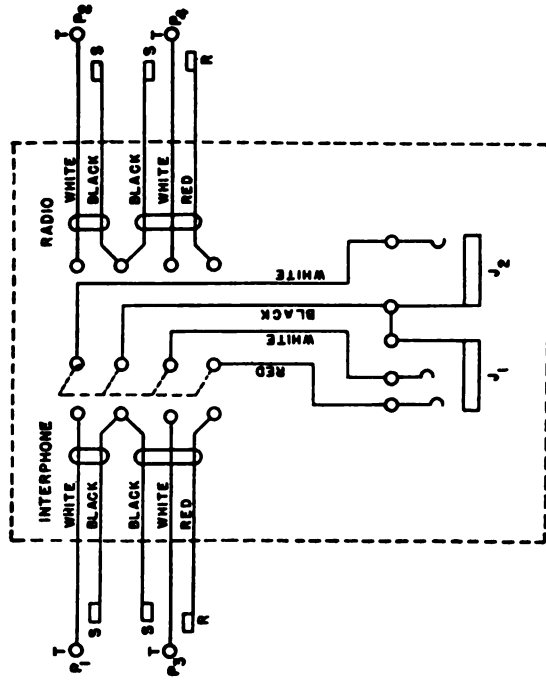 T P2
S
S
T P4
R
RADIO
WHITE
BLACK
BLACK
WHITE
RED
WHITE
BLACK
WHITE
RED
J2
J1
INTERPHONE
WHITE
BLACK
BLACK
WHITE
RED
T P1
S
S
T P3
R